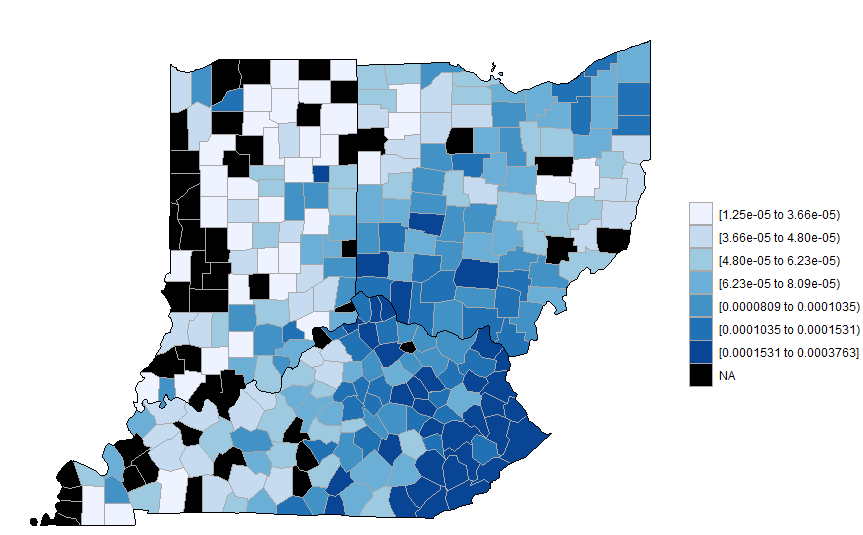 [1.25e-05 to 3.66e-05)
[3.66e-05 to 4.80e-05)
[4.80e-05 to 6.23e-05)
[6.23e-05 to 8.09e-05)
[0.0000809 to 0.0001035)
[0.0001035 to 0.0001531)
[0.0001531 to 0.0003763]
NA